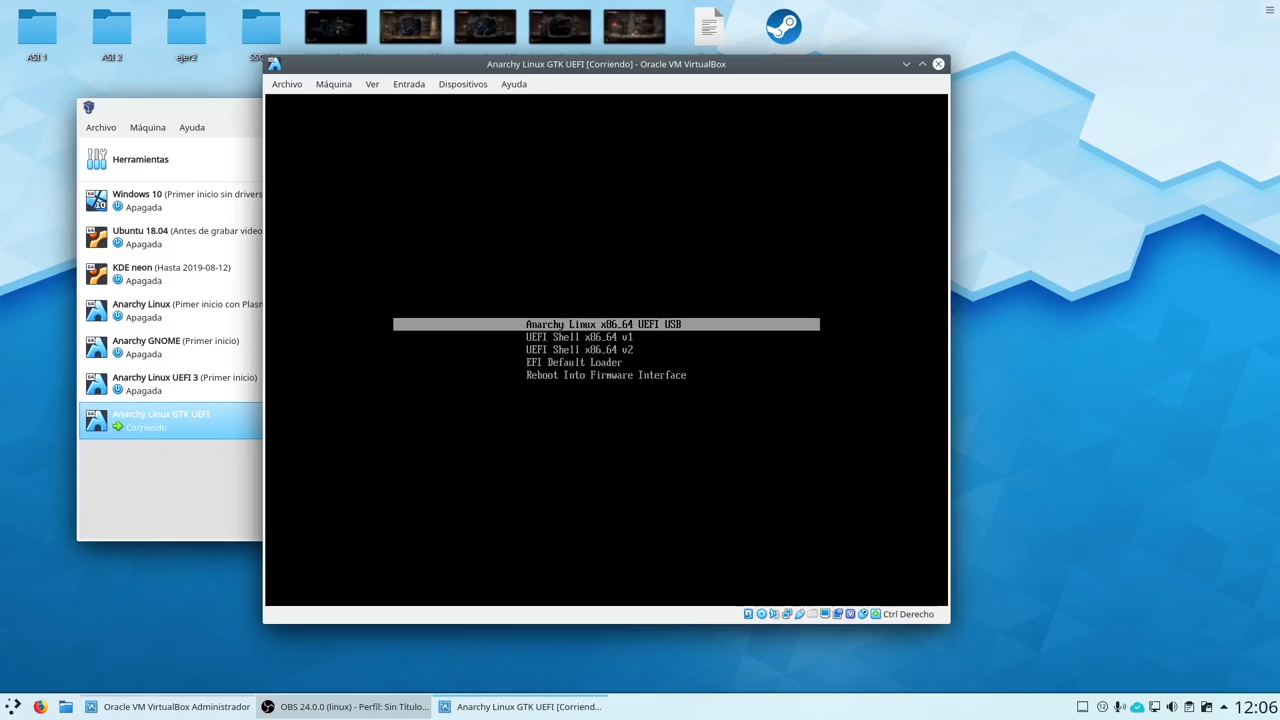 ASI 1
ASI 2
ejer2
Anarchy Linux GTK UEFI [Corriendo] - Oracle VM VirtualBox
Archivo Máquina Ver Entrada Dispositivos Ayuda
Archivo Máquina Ayuda
Herramientas
Windows 10 (Primer inicio sin drivers
Apagada
Ubuntu 18.04 (Antes de grabar video
Apagada
KDE neon (Hasta 2019-08-12)
Apagada
Anarchy Linux (Pimer inicio con Plasm
Apagada
Anarchy GNOME (Primer inicio)
Apagada
Anarchy Linux UEFI 3 (Primer inicio)
Apagada
Anarchy Linux GTK UEFI
Corriendo
Anarchy Linux x86_64 UEFI USB
UEFI Shell x86_64 v1
UEFI Shell x86_64 v2
EFI Default Loader
Reboot Into Firmware Interface
Ctrl Derecho
Oracle VM VirtualBox Administrador
OBS 24.0.0 (linux) - Perfil: Sin Título...
Anarchy Linux GTK UEFI [Corriend...
12:06